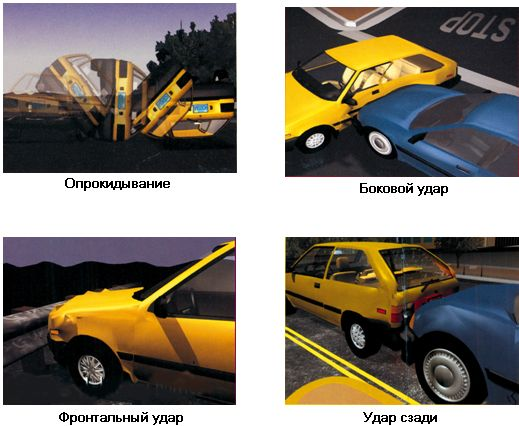 STOP
Опрокидывание
Боковой удар
Фронтальный удар
Удар сзади